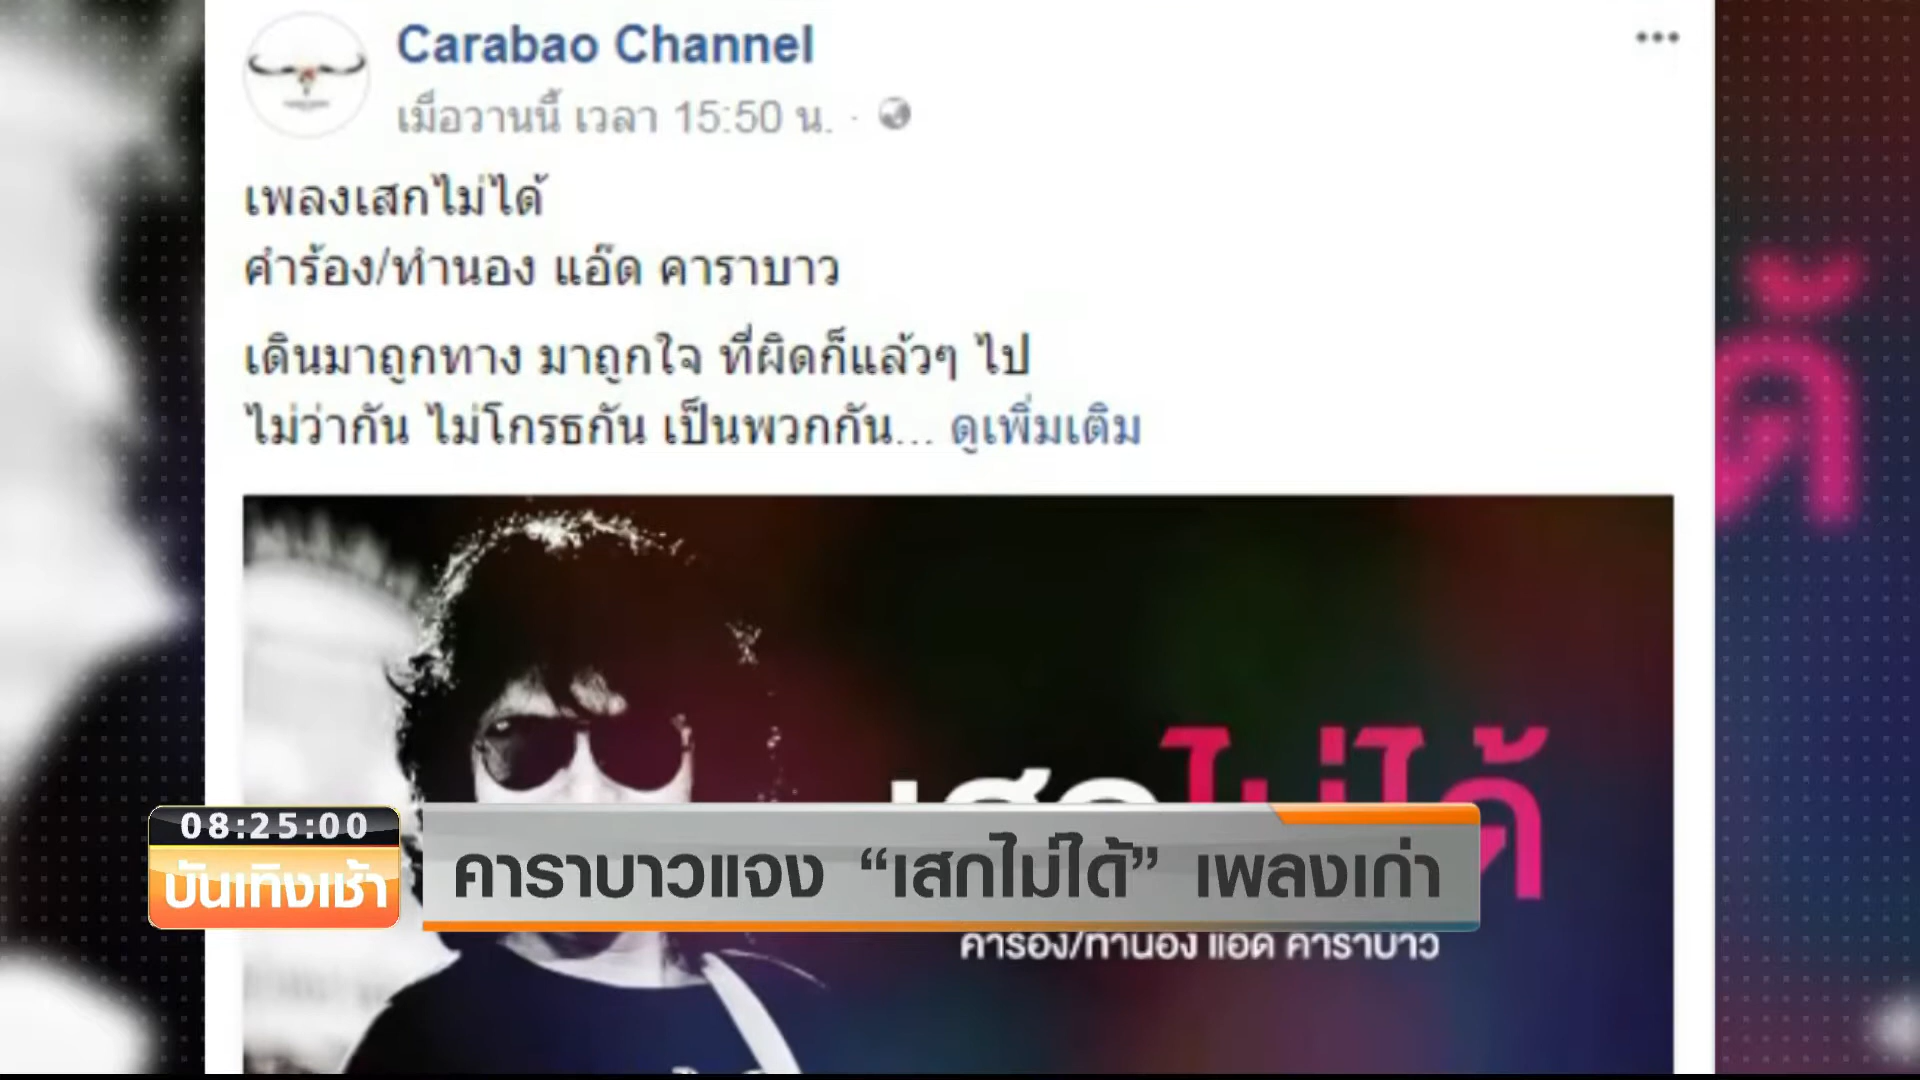 Carabao Channel
เมื่อวานนี้ เวลา 15:50 น. ·
เพลงเสกไม่ได้
คำร้อง/ทำนอง แอ๊ด คาราบาว
เดินมาถูกทาง มาถูกใจ ที่ผิดก็แล้วๆ ไป
ไม่ว่ากัน ไม่โกรธกัน เป็นพวกกัน... ดูเพิ่มเติม
เสกไม่ได้
08:25:00
บันเทิงเช้า
คาราบาวแจง “เสกไม่ได้” เพลงเก่า
คำร้อง/ทำนอง แอ๊ด คาราบาว